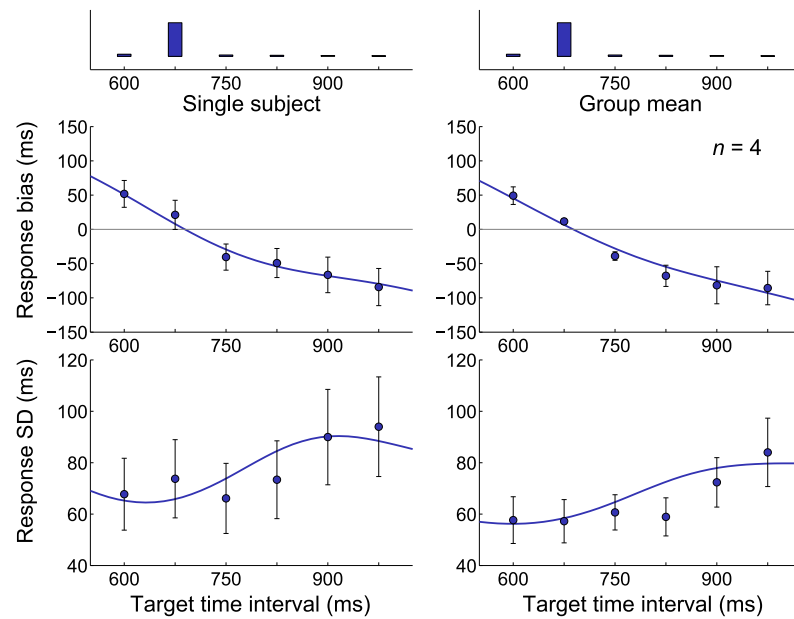 600 750 900 600 750 900
Single subject Group mean
Response bias (ms)
150 100 50 0 −50 −100 −150
600 750 900
150 100 50 0 −50 −100 −150
n = 4
600 750 900
Response SD (ms)
120 100 80 60 40
600 750 900
Target time interval (ms)
120 100 80 60 40
600 750 900
Target time interval (ms)